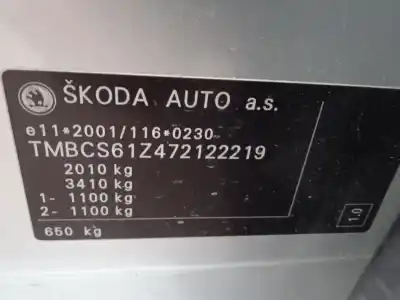 ŠKODA AUTO a.s.
e11*2001/116*0230
TMBCS61Z472122219
2010 kg
3410 kg
1- 1100 kg
2- 1100 kg
650 kg
1.0